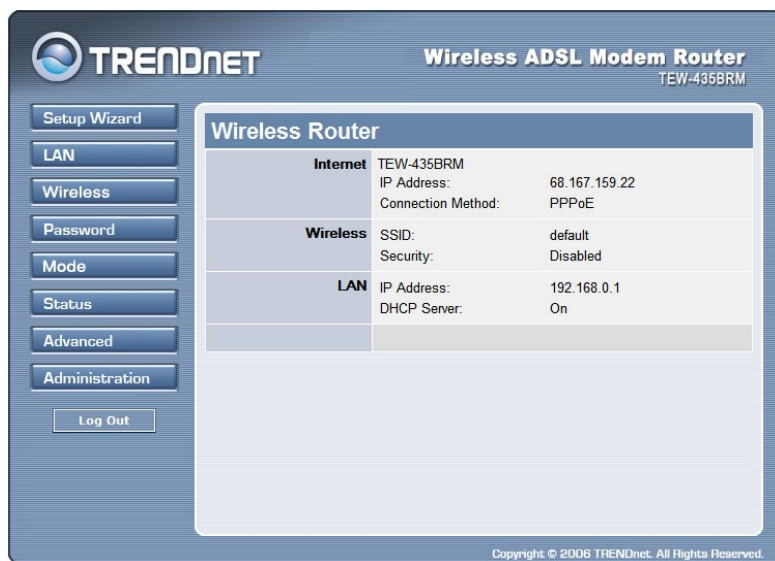 TRENDNET
Wireless ADSL Modem Router
TEW-435BRM
Setup Wizard
LAN
Wireless
Password
Mode
Status
Advanced
Administration
Log Out
Wireless Router
Internet TEW-435BRM
IP Address: 68.167.159.22
Connection Method: PPPoE
Wireless SSID: default
Security: Disabled
LAN IP Address: 192.168.0.1
DHCP Server: On
Copyright © 2006 TRENDnet. All Rights Reserved.